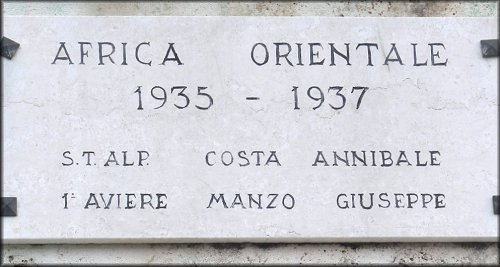 AFRICA ORIENTALE
1935 - 1937
S.T. ALP. COSTA ANNIBALE
1° AVIERE MANZO GIUSEPPE